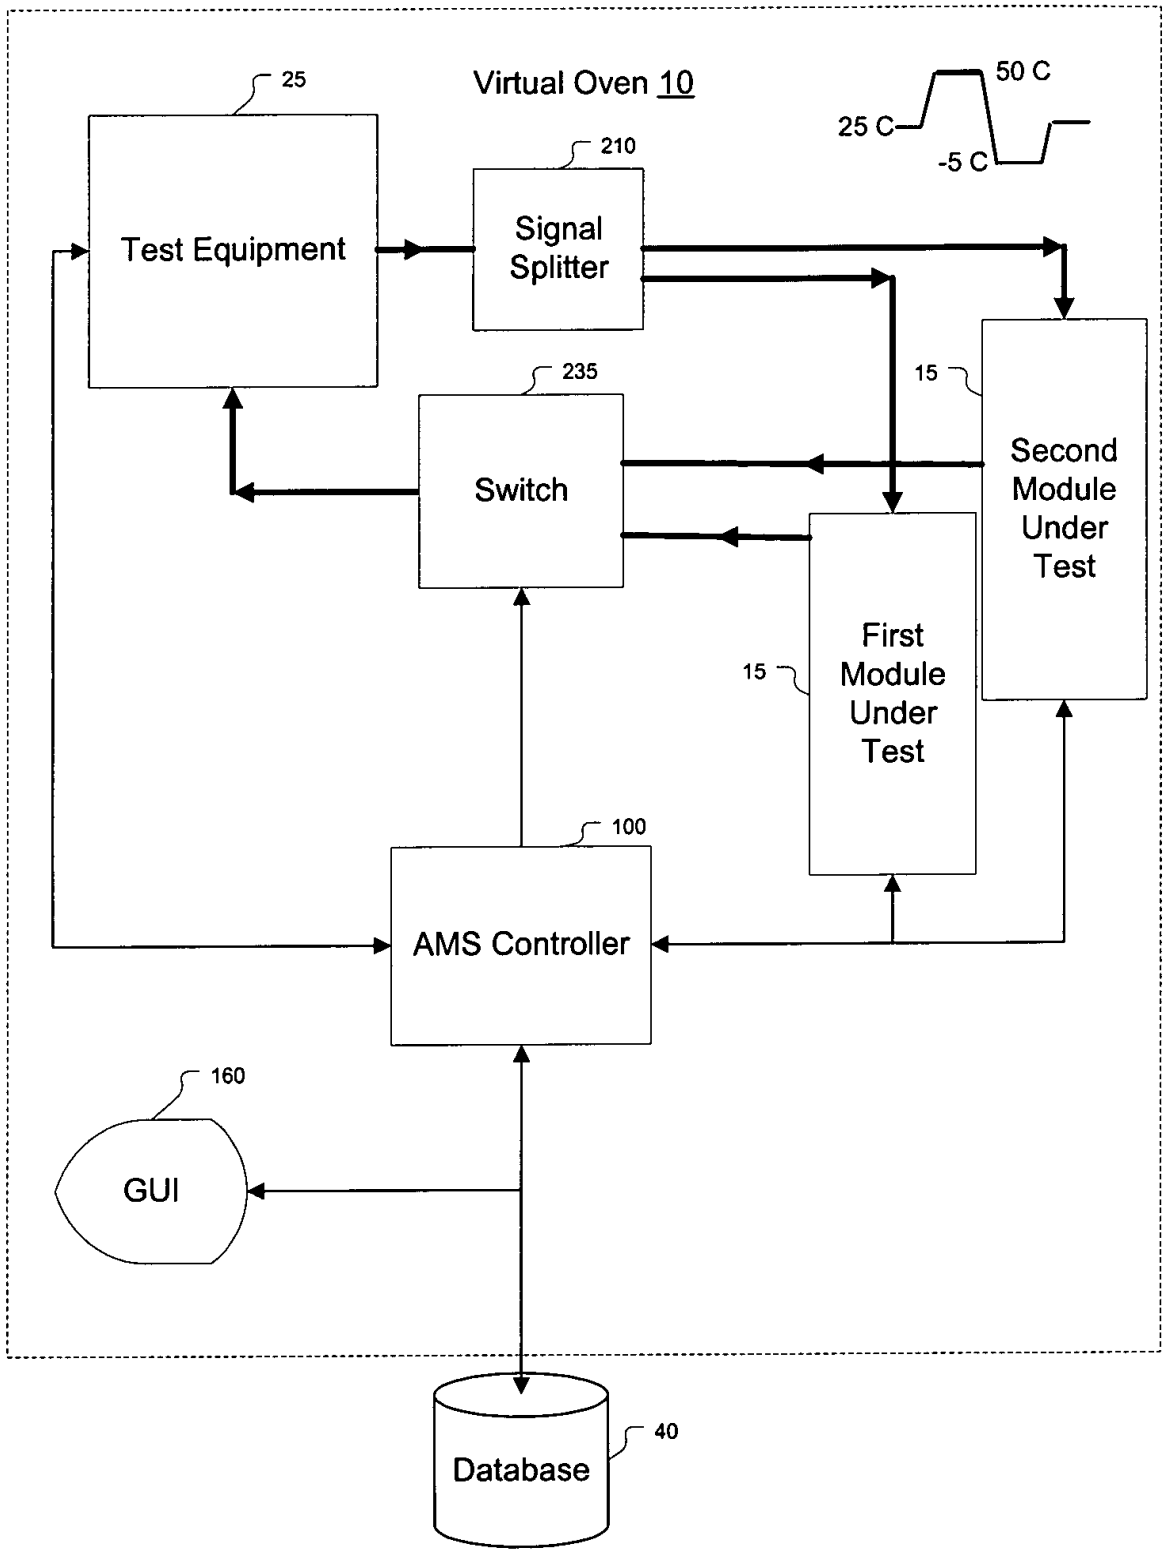 Virtual Oven 10
25
50 C
25 C
-5 C
210
Test Equipment
Signal
Splitter
235
15
Switch
Second
Module
Under
Test
15
First
Module
Under
Test
100
AMS Controller
160
GUI
40
Database